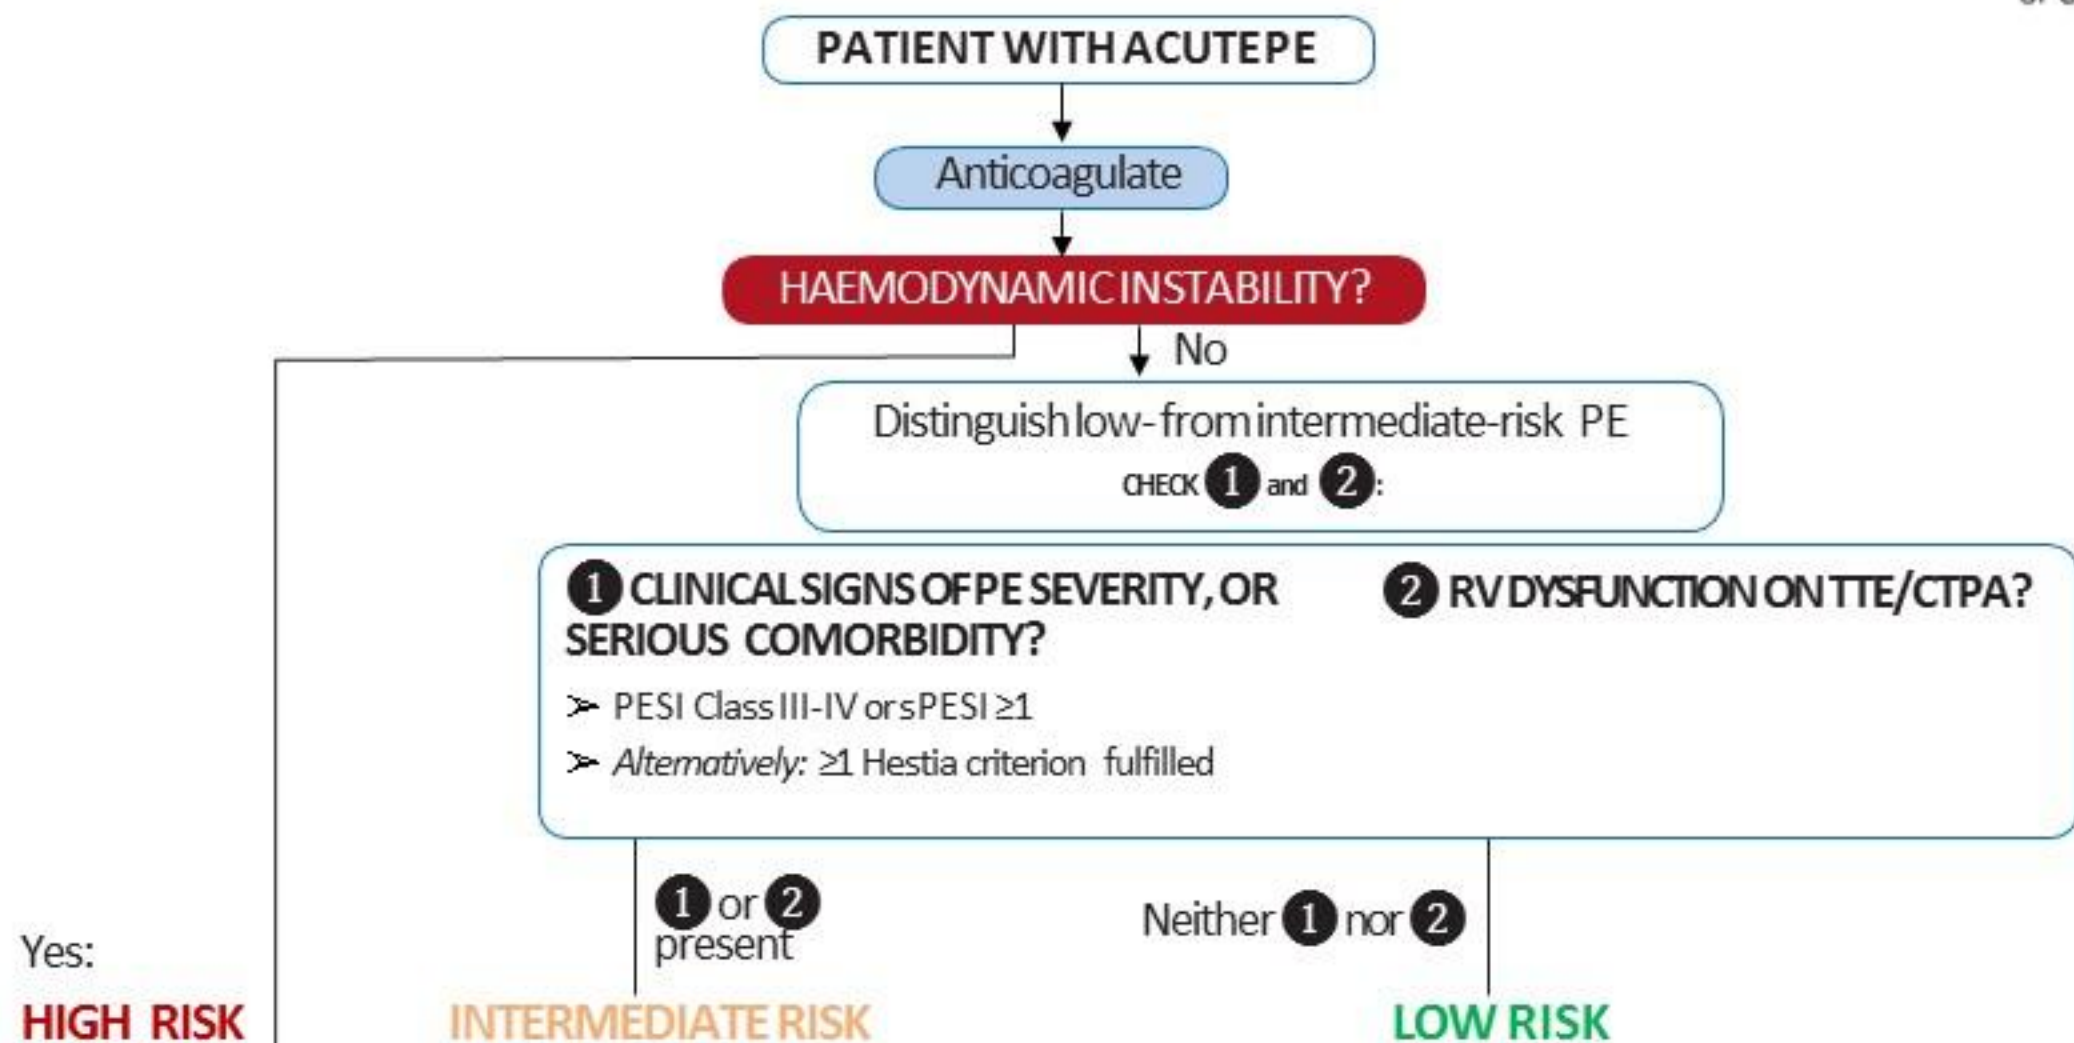 PATIENT WITH ACUTEPE
Anticoagulate
HAEMODYNAMIC INSTABILITY?
No
Distinguish low- from intermediate-risk PE
CHECK 1 and 2:
1 CLINICAL SIGNS OF PE SEVERITY, OR
SERIOUS COMORBIDITY?
➢ PESI Class III-IV or sPESI ≥1
➢ Alternatively: ≥1 Hestia criterion fulfilled
2 RV DYSFUNCTION ON TTE/CTPA?
1 or 2
present
Neither 1 nor 2
Yes:
HIGH RISK
INTERMEDIATE RISK
LOW RISK